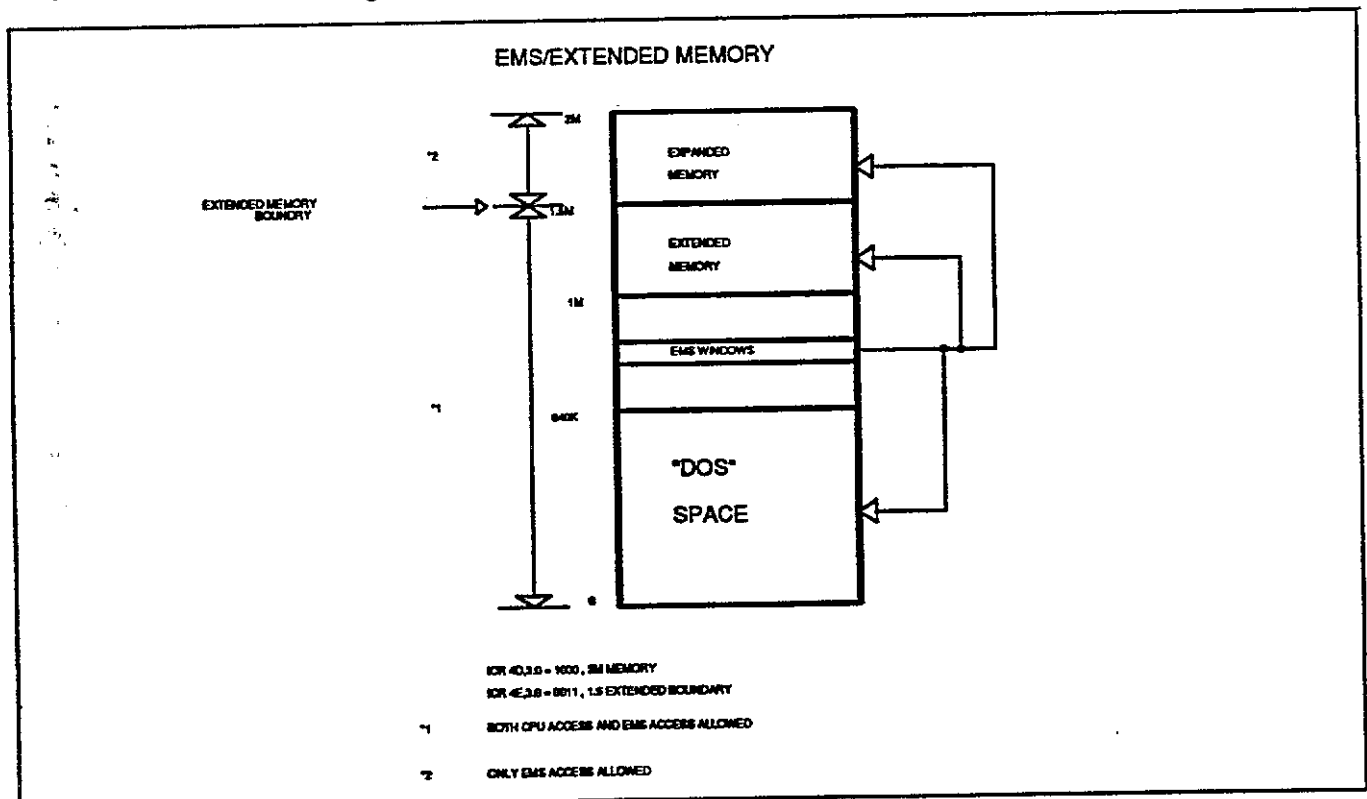 EMS/EXTENDED MEMORY
2M
EXPANDED
MEMORY
*2
EXTENDED MEMORY
BOUNDRY
1.5M
EXTENDED
MEMORY
1M
EMS WINDOWS
*1
640K
"DOS"
SPACE
ICR 4D,3:0 = 1000 , 2M MEMORY
ICR 4E,3:0 = 0011 , 1.5 EXTENDED BOUNDARY
*1 BOTH CPU ACCESS AND EMS ACCESS ALLOWED
*2 ONLY EMS ACCESS ALLOWED